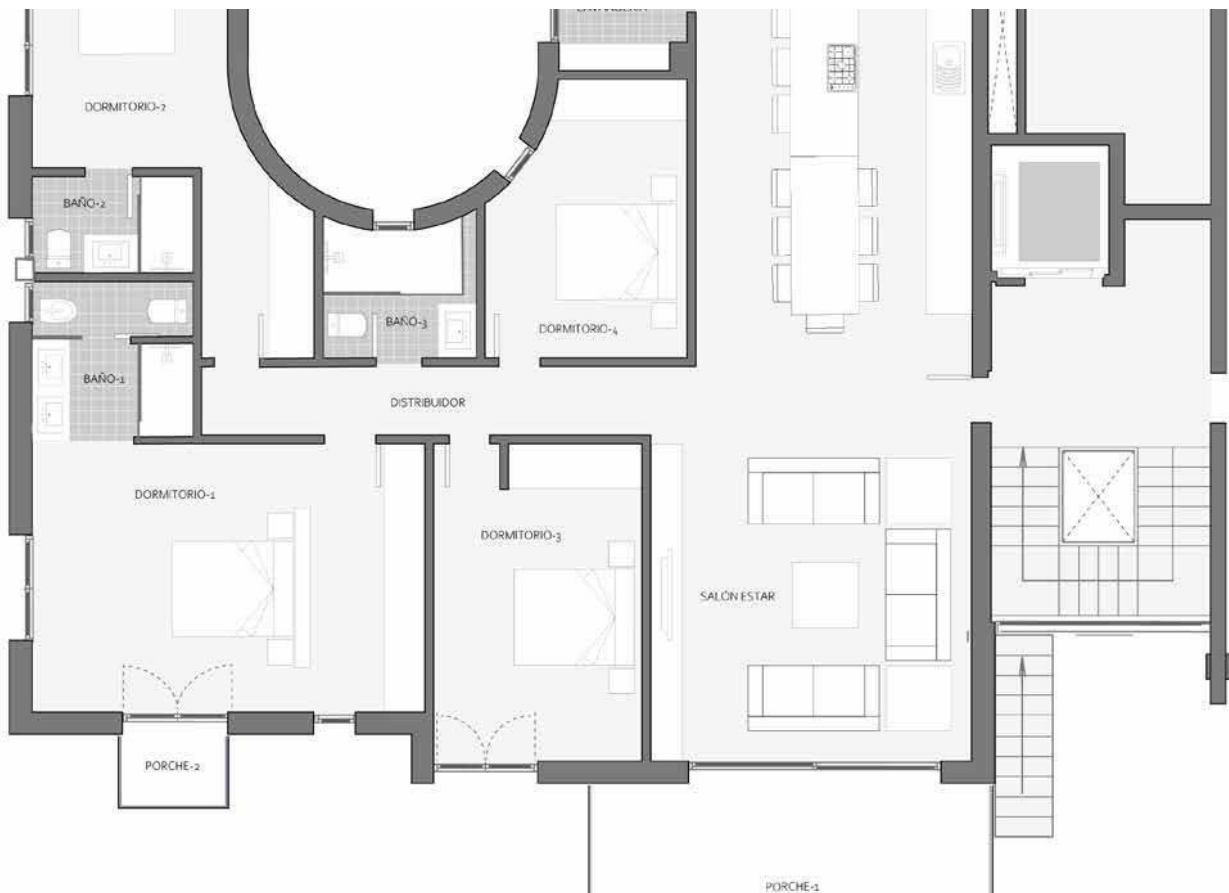 DORMITORIO-2
BAÑO-2
BAÑO-3
DORMITORIO-4
BAÑO-1
DISTRIBUIDOR
DORMITORIO-1
DORMITORIO-3
SALÓN ESTAR
PORCHE-2
PORCHE-1